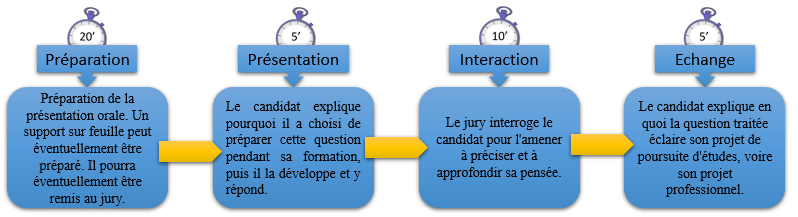 20’
Préparation
Préparation de la
présentation orale. Un
support sur feuille peut
éventuellement être
préparé. Il pourra
éventuellement être
remis au jury.
5’
Présentation
Le candidat explique
pourquoi il a choisi de
préparer cette question
pendant sa formation,
puis il la développe et y
répond.
10’
Interaction
Le jury interroge le
candidat pour l'amener
à préciser et à
approfondir sa pensée.
5’
Echange
Le candidat explique en
quoi la question traitée
éclaire son projet de
poursuite d'études, voire
son projet
professionnel.